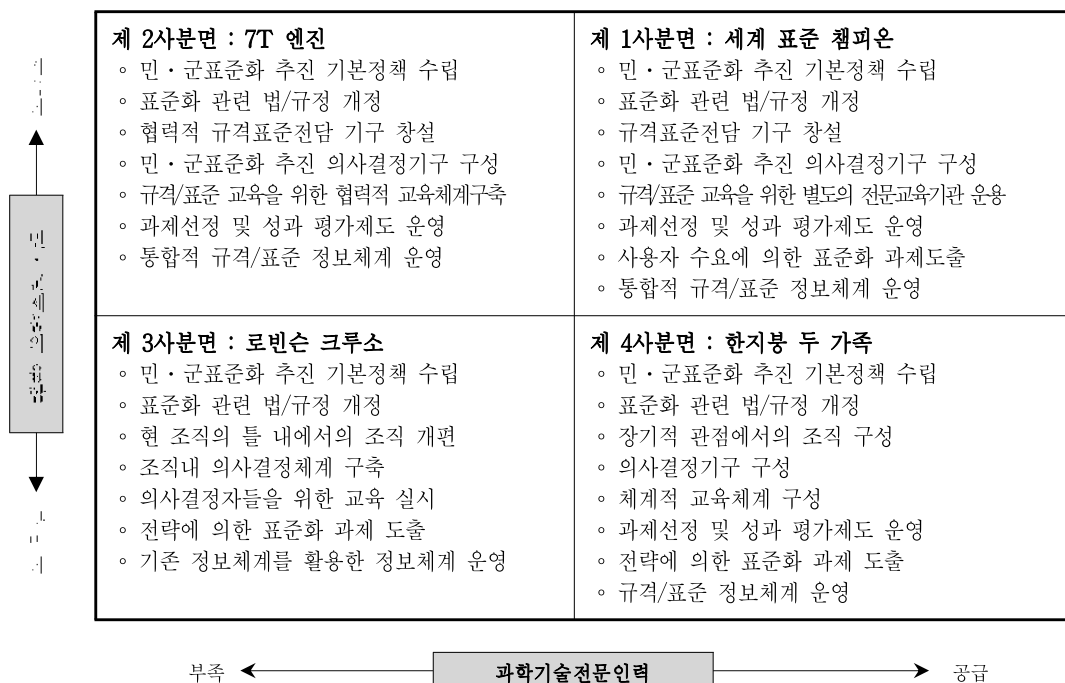 제 2사분면 : 7T 엔진
◦ 민·군표준화 추진 기본정책 수립
◦ 표준화 관련 법/규정 개정
◦ 협력적 규격표준전담 기구 창설
◦ 민·군표준화 추진 의사결정기구 구성
◦ 규격/표준 교육을 위한 협력적 교육체계구축
◦ 과제선정 및 성과 평가제도 운영
◦ 통합적 규격/표준 정보체계 운영
제 1사분면 : 세계 표준 챔피온
◦ 민·군표준화 추진 기본정책 수립
◦ 표준화 관련 법/규정 개정
◦ 규격표준전담 기구 창설
◦ 민·군표준화 추진 의사결정기구 구성
◦ 규격/표준 교육을 위한 별도의 전문교육기관 운용
◦ 과제선정 및 성과 평가제도 운영
◦ 사용자 수요에 의한 표준화 과제도출
◦ 통합적 규격/표준 정보체계 운영
제 3사분면 : 로빈슨 크루소
◦ 민·군표준화 추진 기본정책 수립
◦ 표준화 관련 법/규정 개정
◦ 현 조직의 틀 내에서의 조직 개편
◦ 조직내 의사결정체계 구축
◦ 의사결정자들을 위한 교육 실시
◦ 전략에 의한 표준화 과제 도출
◦ 기존 정보체계를 활용한 정보체계 운영
제 4사분면 : 한지붕 두 가족
◦ 민·군표준화 추진 기본정책 수립
◦ 표준화 관련 법/규정 개정
◦ 장기적 관점에서의 조직 구성
◦ 의사결정기구 구성
◦ 체계적 교육체계 구성
◦ 과제선정 및 성과 평가제도 운영
◦ 전략에 의한 표준화 과제 도출
◦ 규격/표준 정보체계 운영
부족
과학기술전문인력
공급